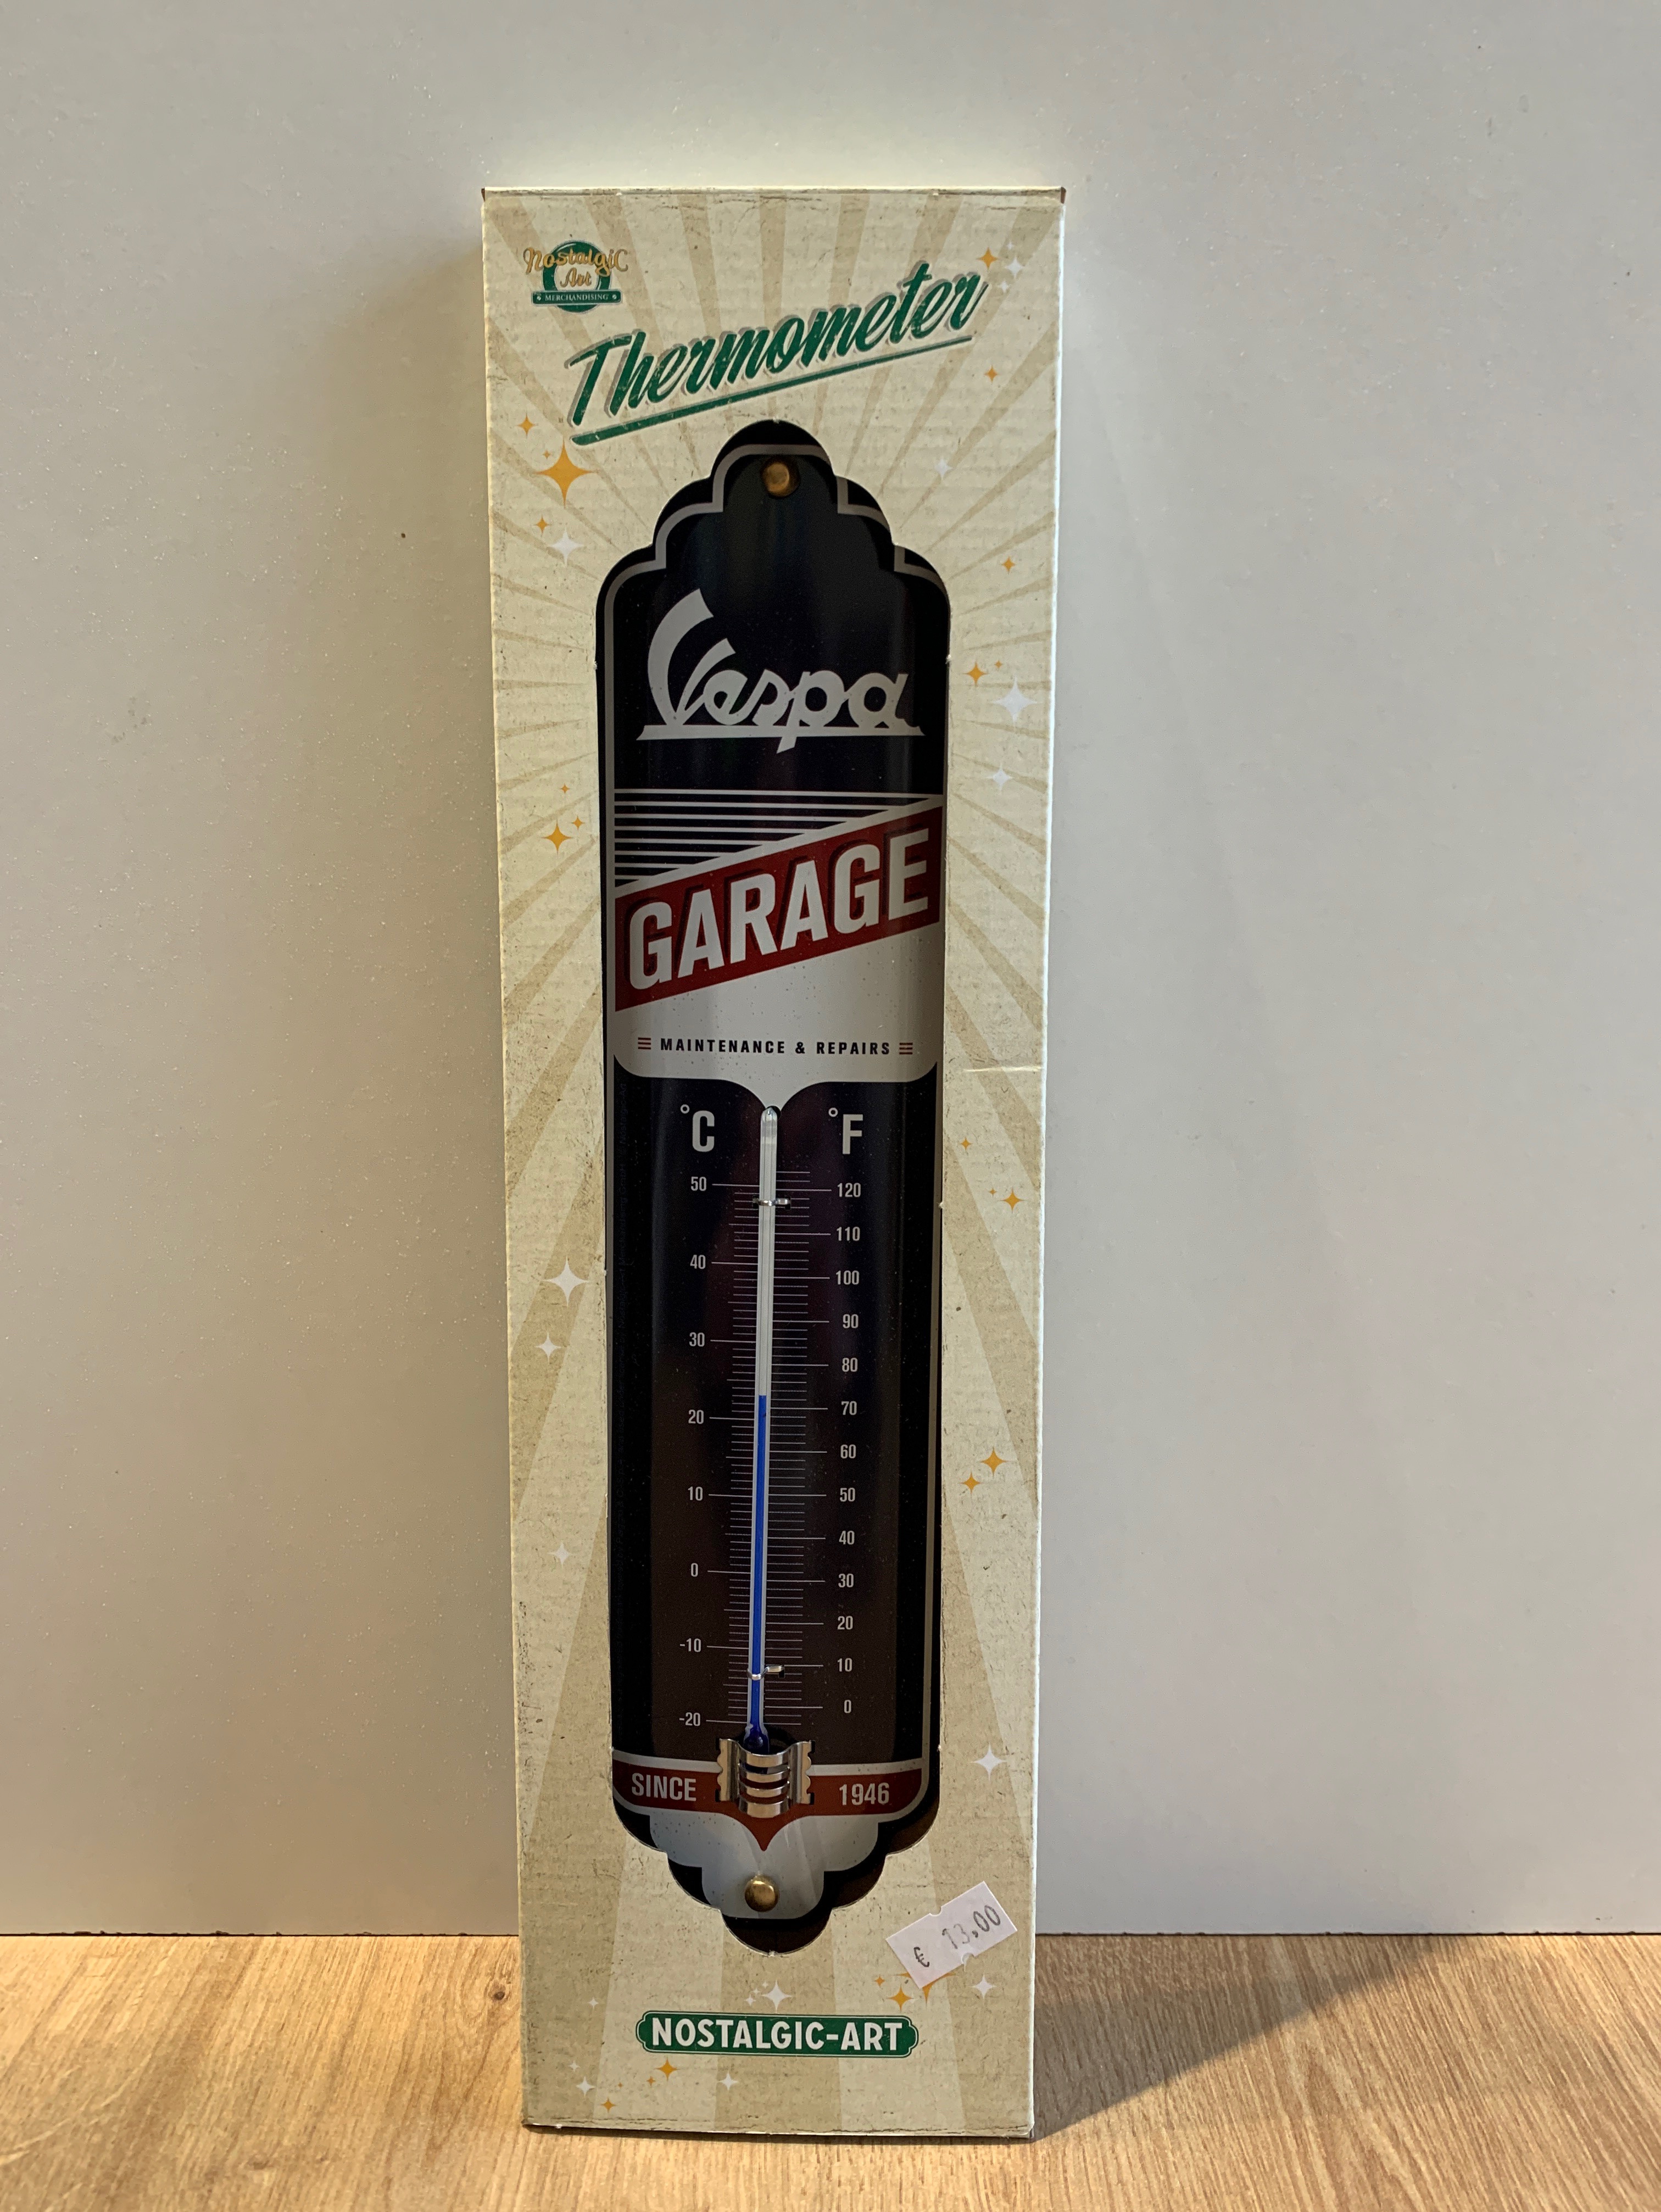 Nostalgic
Art
MERCHANDISING
Thermometer
Vespa
GARAGE
MAINTENANCE & REPAIRS
°C °F
50 120
110
40 100
90
30 80
20 70
60
10 50
40
0 30
20
-10 10
0
-20
SINCE 1946
€ 13,00
NOSTALGIC-ART